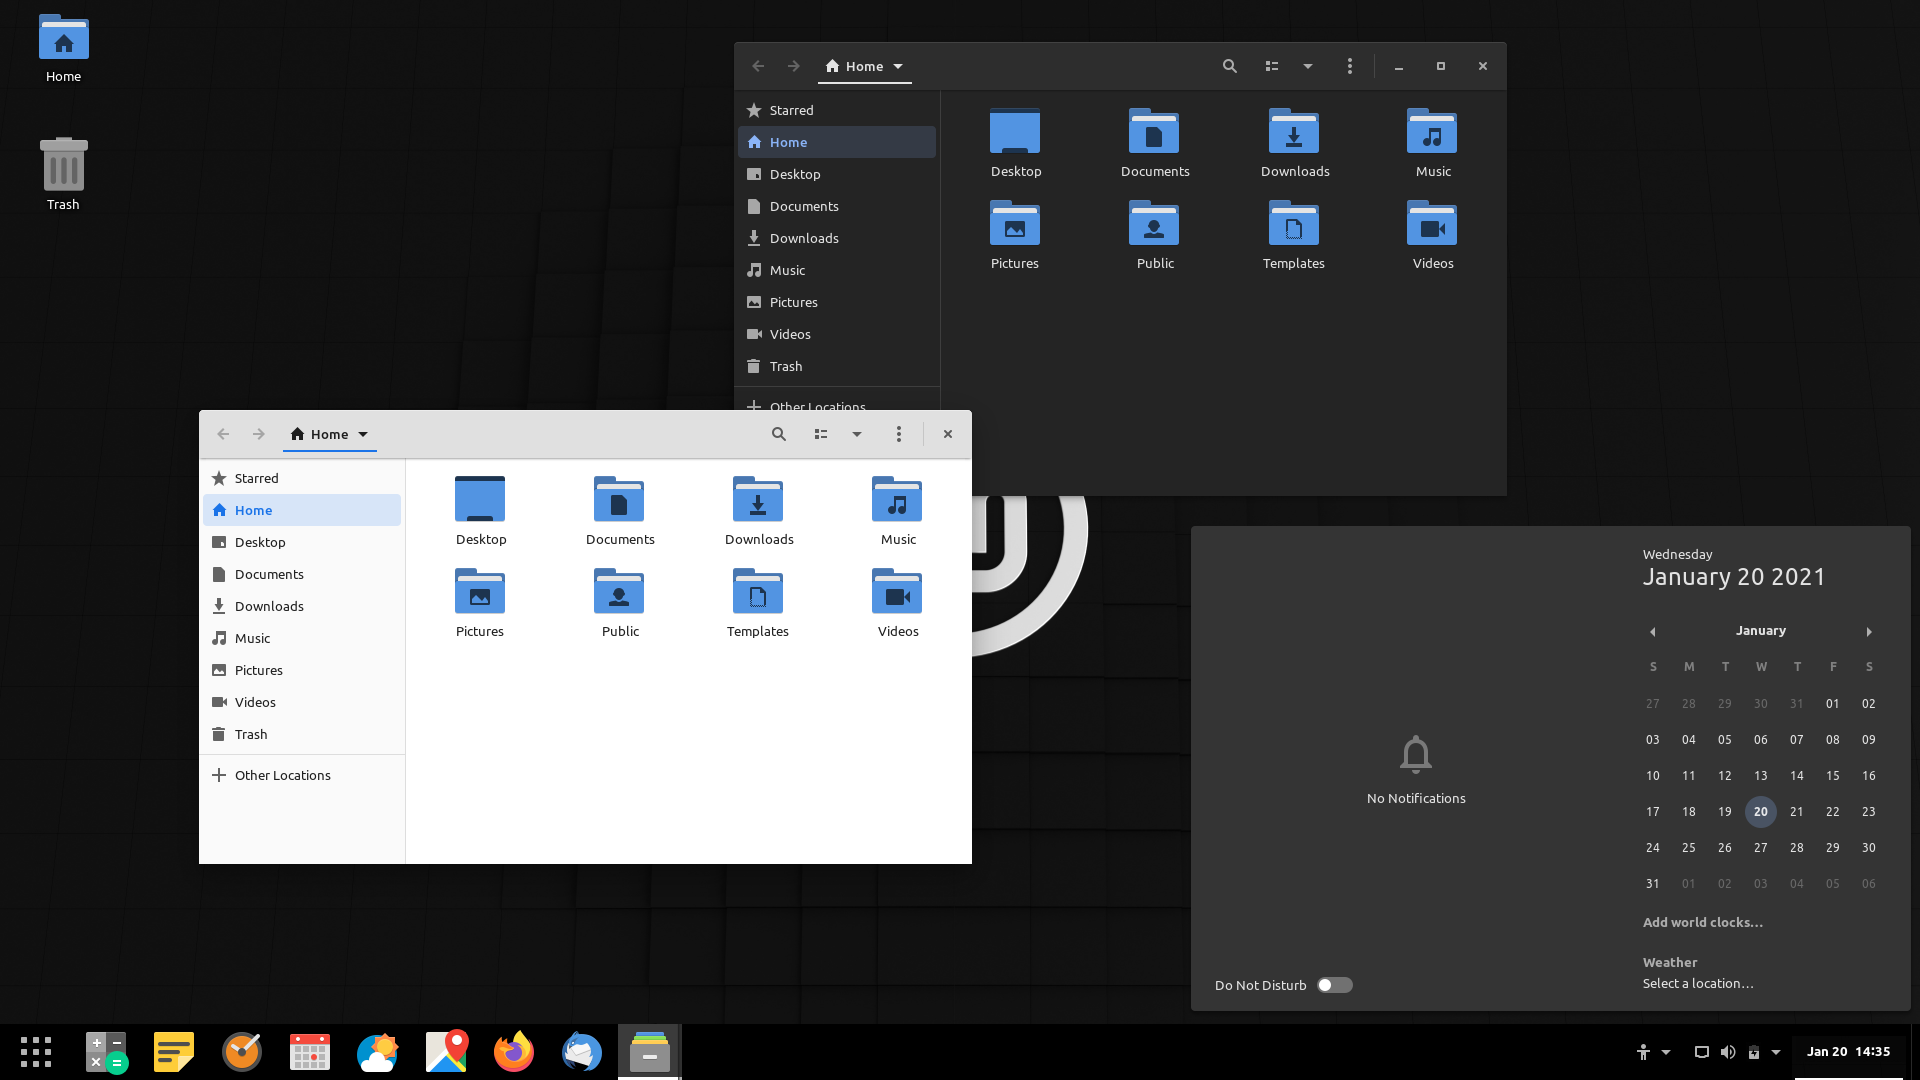 Home
Trash
Home
Starred
Home
Desktop
Documents
Downloads
Music
Pictures
Videos
Trash
Other Locations
Desktop Documents Downloads Music
Pictures Public Templates Videos
Home
Starred
Home
Desktop
Documents
Downloads
Music
Pictures
Videos
Trash
Other Locations
Desktop Documents Downloads Music
Pictures Public Templates Videos
No Notifications
Do Not Disturb
Wednesday
January 20 2021
January
S M T W T F S
27 28 29 30 31 01 02
03 04 05 06 07 08 09
10 11 12 13 14 15 16
17 18 19 20 21 22 23
24 25 26 27 28 29 30
31 01 02 03 04 05 06
Add world clocks…
Weather
Select a location…
Jan 20 14:35